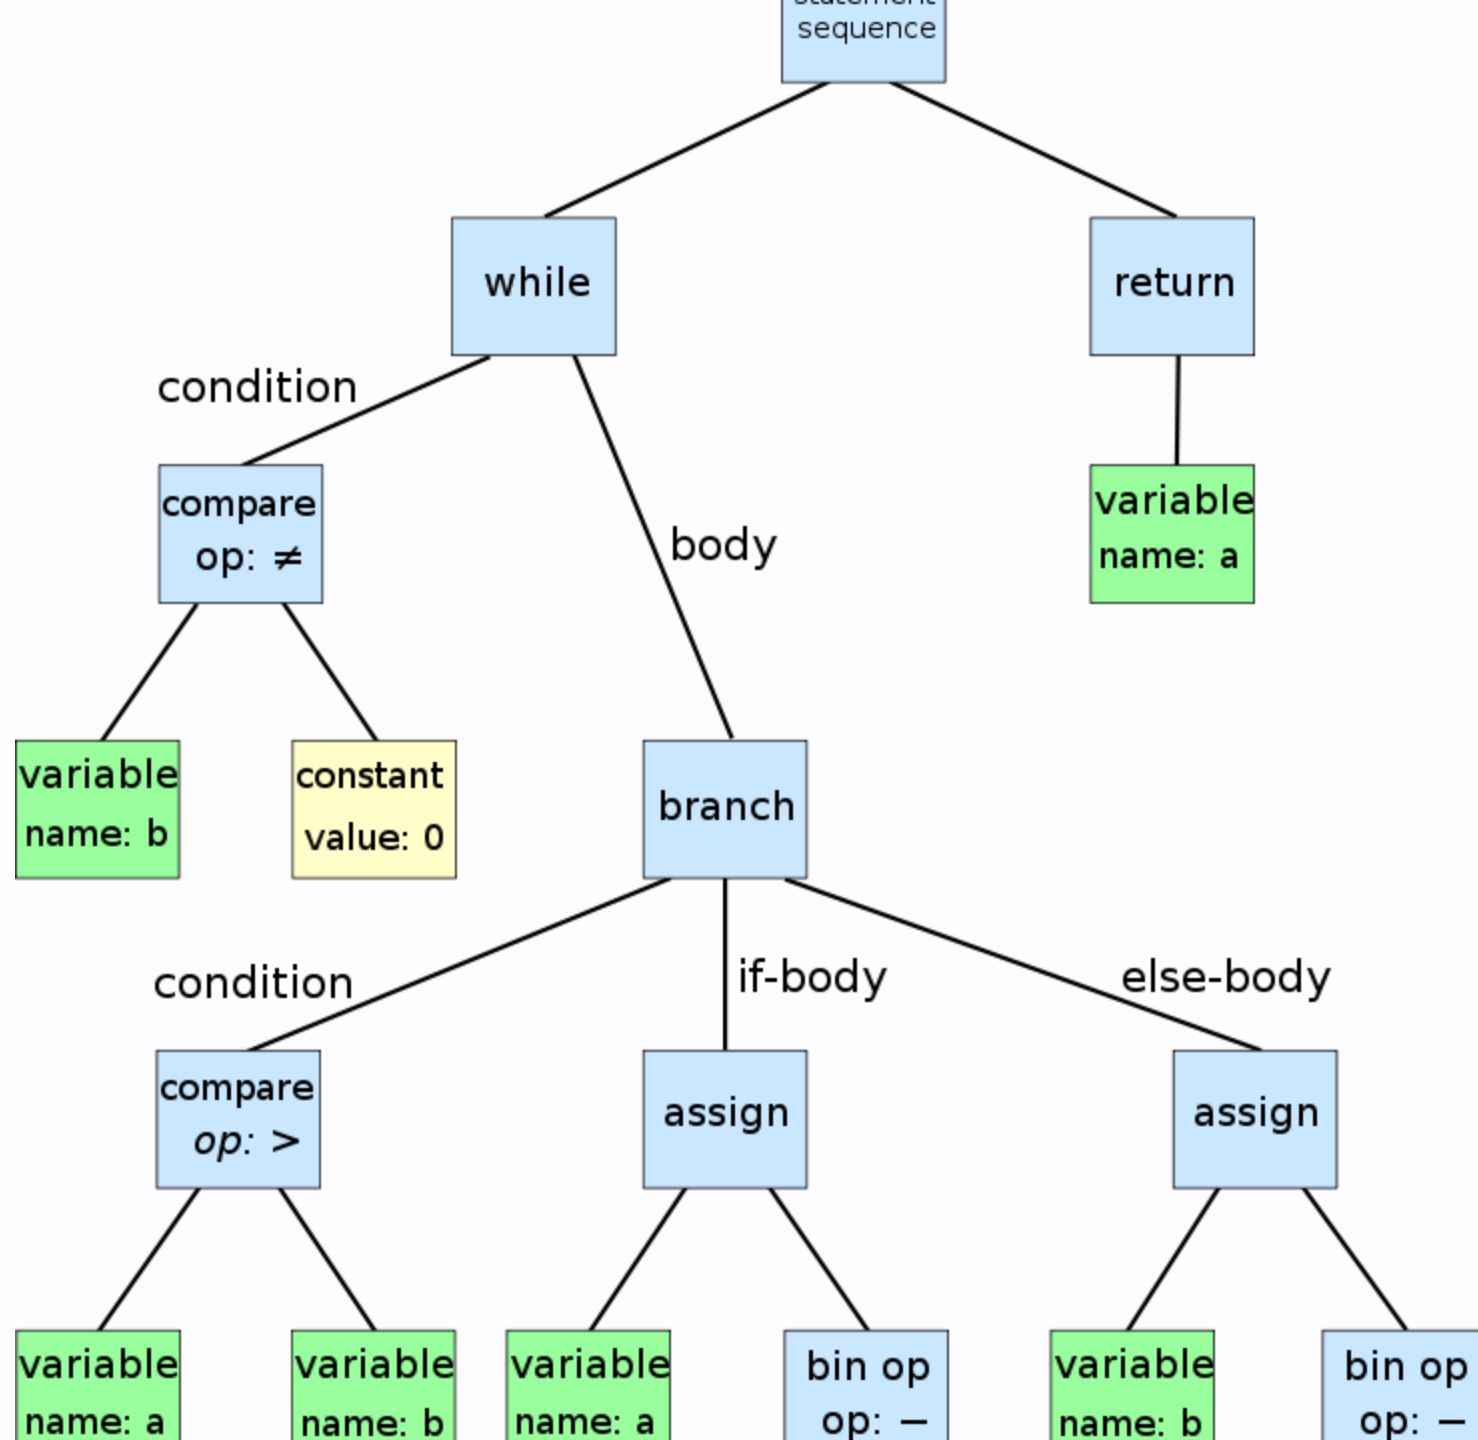 statement
sequence
while
return
condition
compare
op: ≠
body
variable
name: a
variable
name: b
constant
value: 0
branch
condition
if-body
else-body
compare
op: >
assign
assign
variable
name: a
variable
name: b
variable
name: a
bin op
op: −
variable
name: b
bin op
op: −